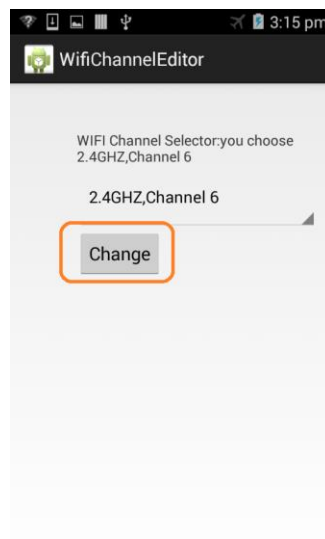 3:15 pm
WifiChannelEditor
WIFI Channel Selector:you choose
2.4GHZ,Channel 6
2.4GHZ,Channel 6
Change